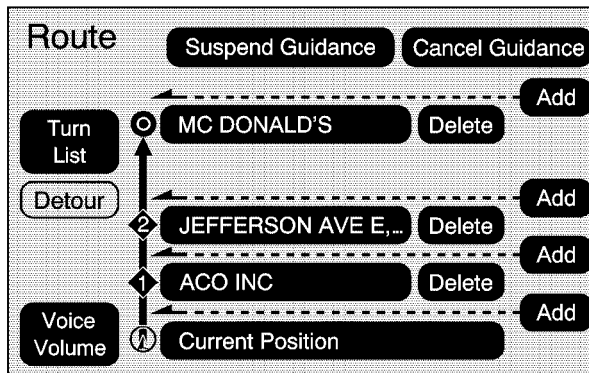 Route
Suspend Guidance
Cancel Guidance
Add
Turn
List
MC DONALD'S
Delete
Detour
Add
2
JEFFERSON AVE E,...
Delete
Add
1
ACO INC
Delete
Add
Voice
Volume
Current Position